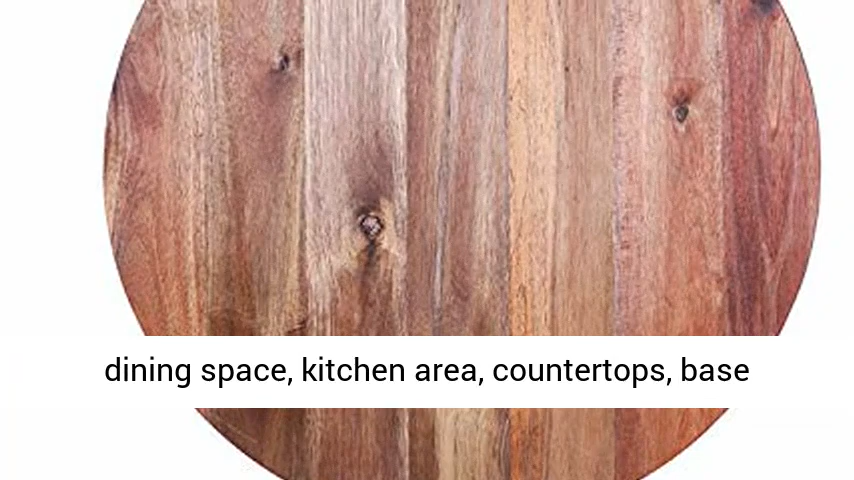 dining space, kitchen area, countertops, base